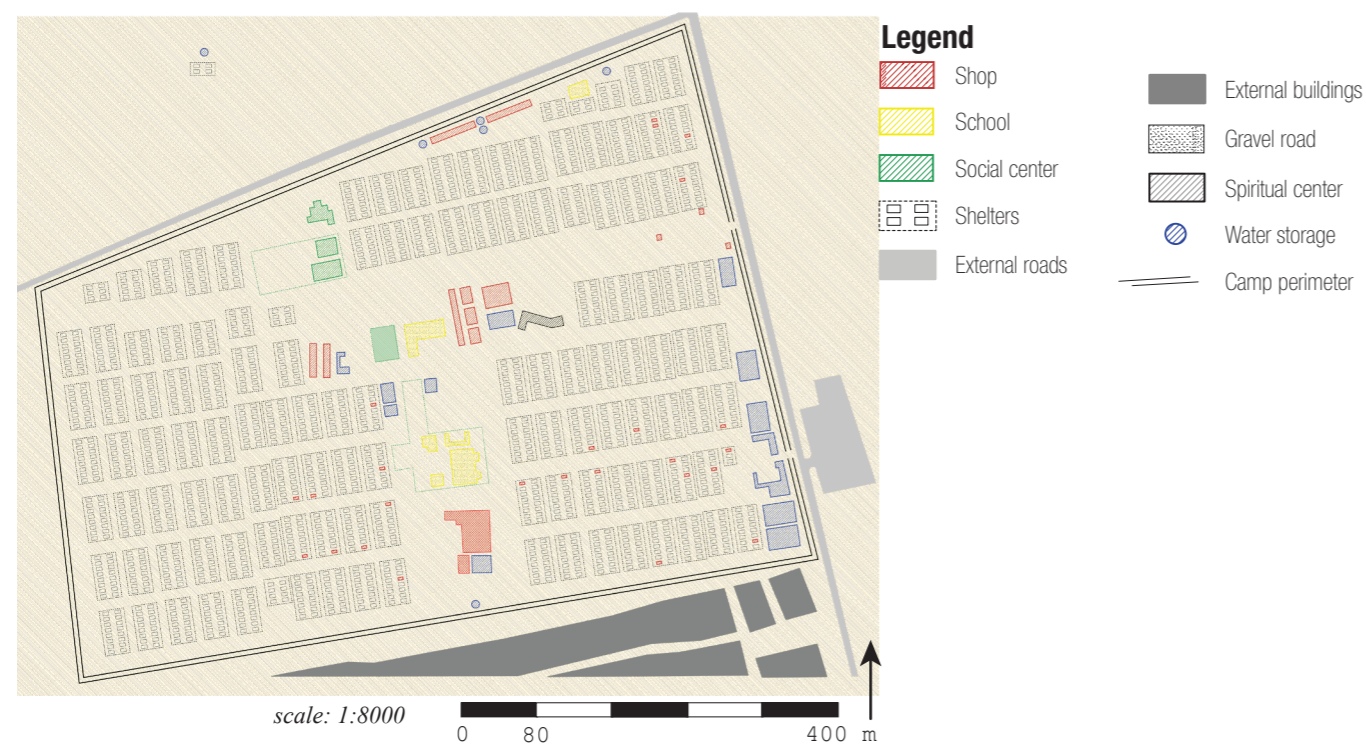 Legend
Shop
School
Social center
Shelters
External roads
External buildings
Gravel road
Spiritual center
Water storage
Camp perimeter
scale: 1:8000
0 80 400 m